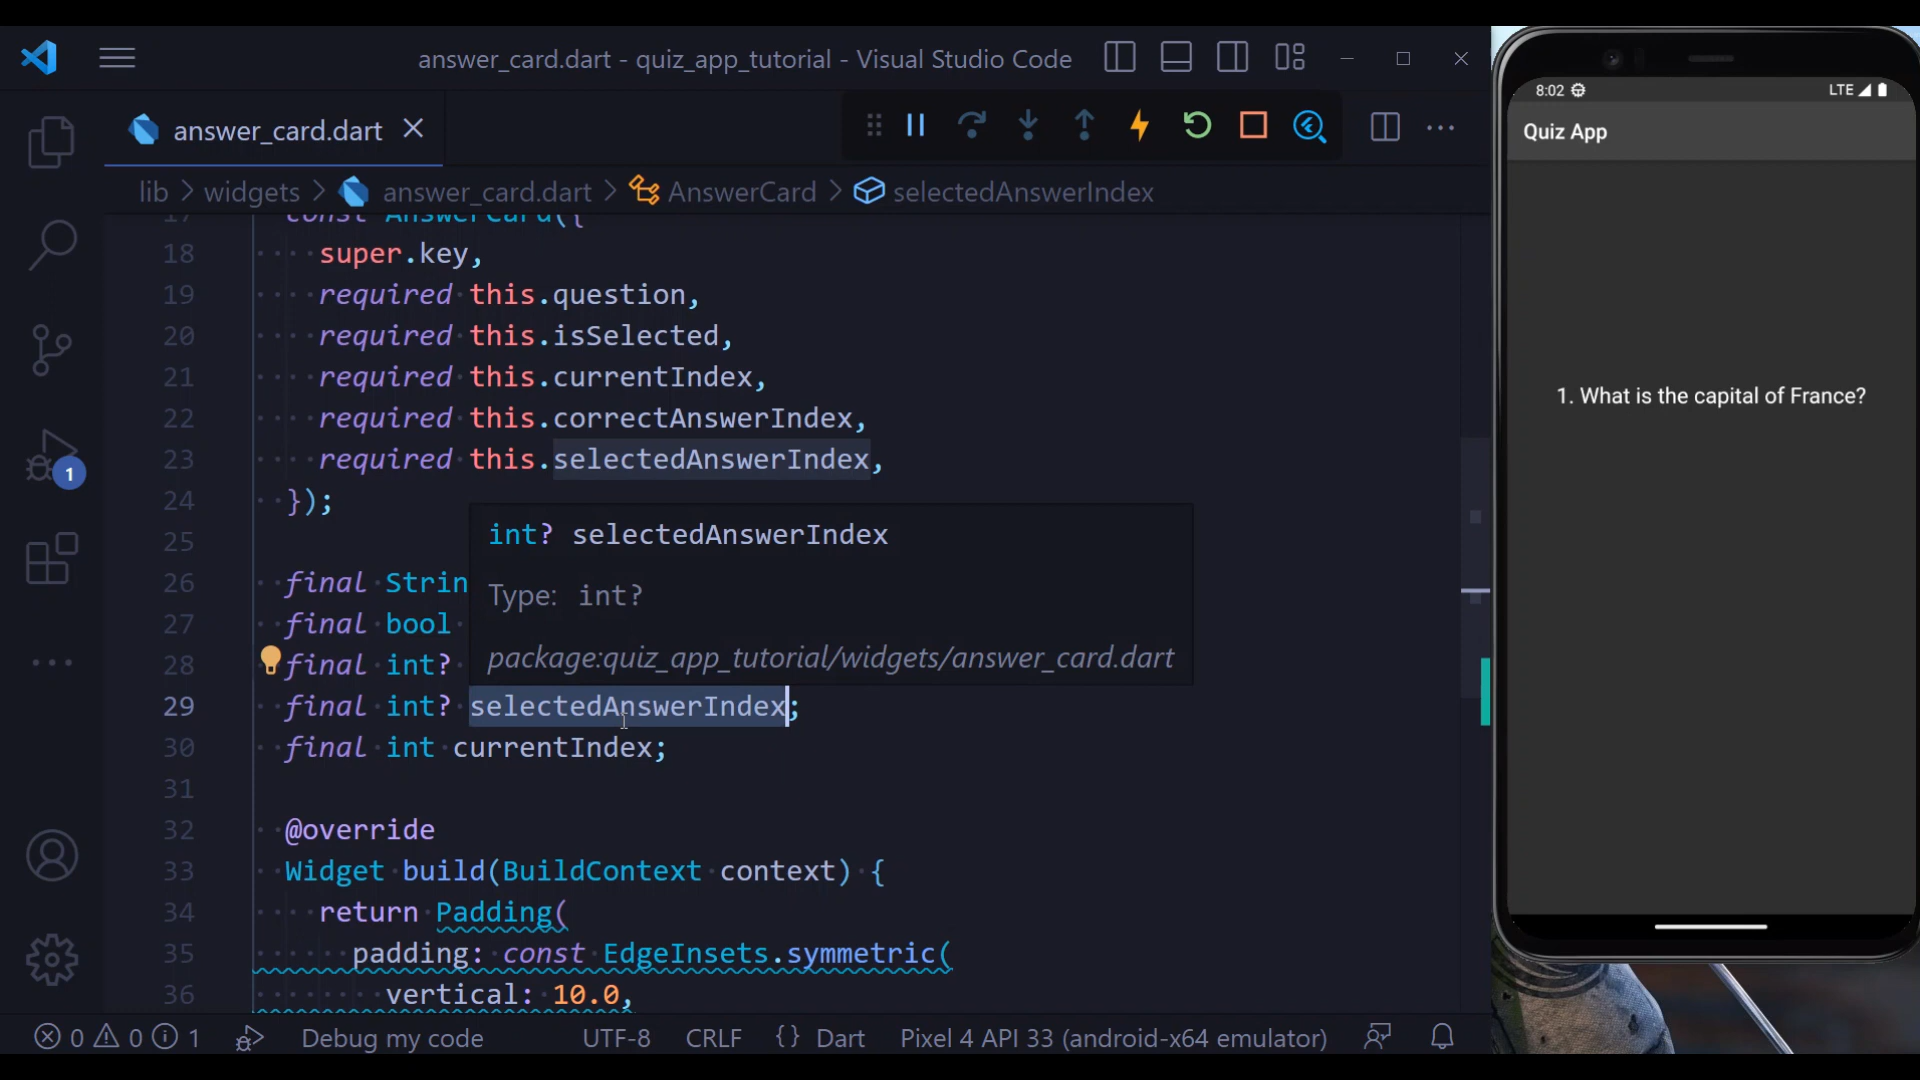 answer_card.dart - quiz_app_tutorial - Visual Studio Code
answer_card.dart
lib > widgets > answer_card.dart > AnswerCard > selectedAnswerIndex
17 const AnswerCard({
18 super.key,
19 required this.question,
20 required this.isSelected,
21 required this.currentIndex,
22 required this.correctAnswerIndex,
23 required this.selectedAnswerIndex,
24 });
25
int? selectedAnswerIndex
Type: int?
package:quiz_app_tutorial/widgets/answer_card.dart
26 final Strin
27 final bool
28 final int?
29 final int? selectedAnswerIndex;
30 final int currentIndex;
31
32 @override
33 Widget build(BuildContext context) {
34 return Padding(
35 padding: const EdgeInsets.symmetric(
36 vertical: 10.0,
1
0 0 1 Debug my code UTF-8 CRLF {} Dart Pixel 4 API 33 (android-x64 emulator)
8:02 LTE
Quiz App
1. What is the capital of France?